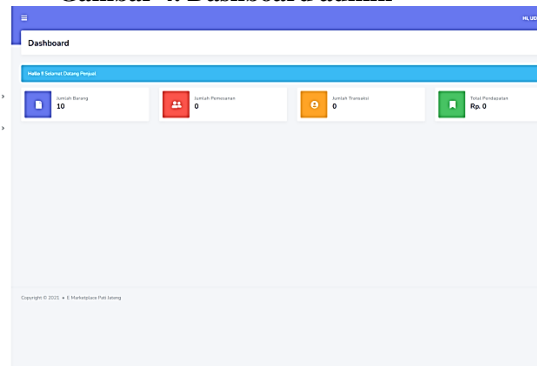 Dashboard
Hello !! Selamat Datang Penjual
Jumlah Barang
10
Jumlah Pemesanan
0
Jumlah Transaksi
0
Total Pendapatan
Rp. 0
Copyright © 2021 • E Marketplace Pati Jateng